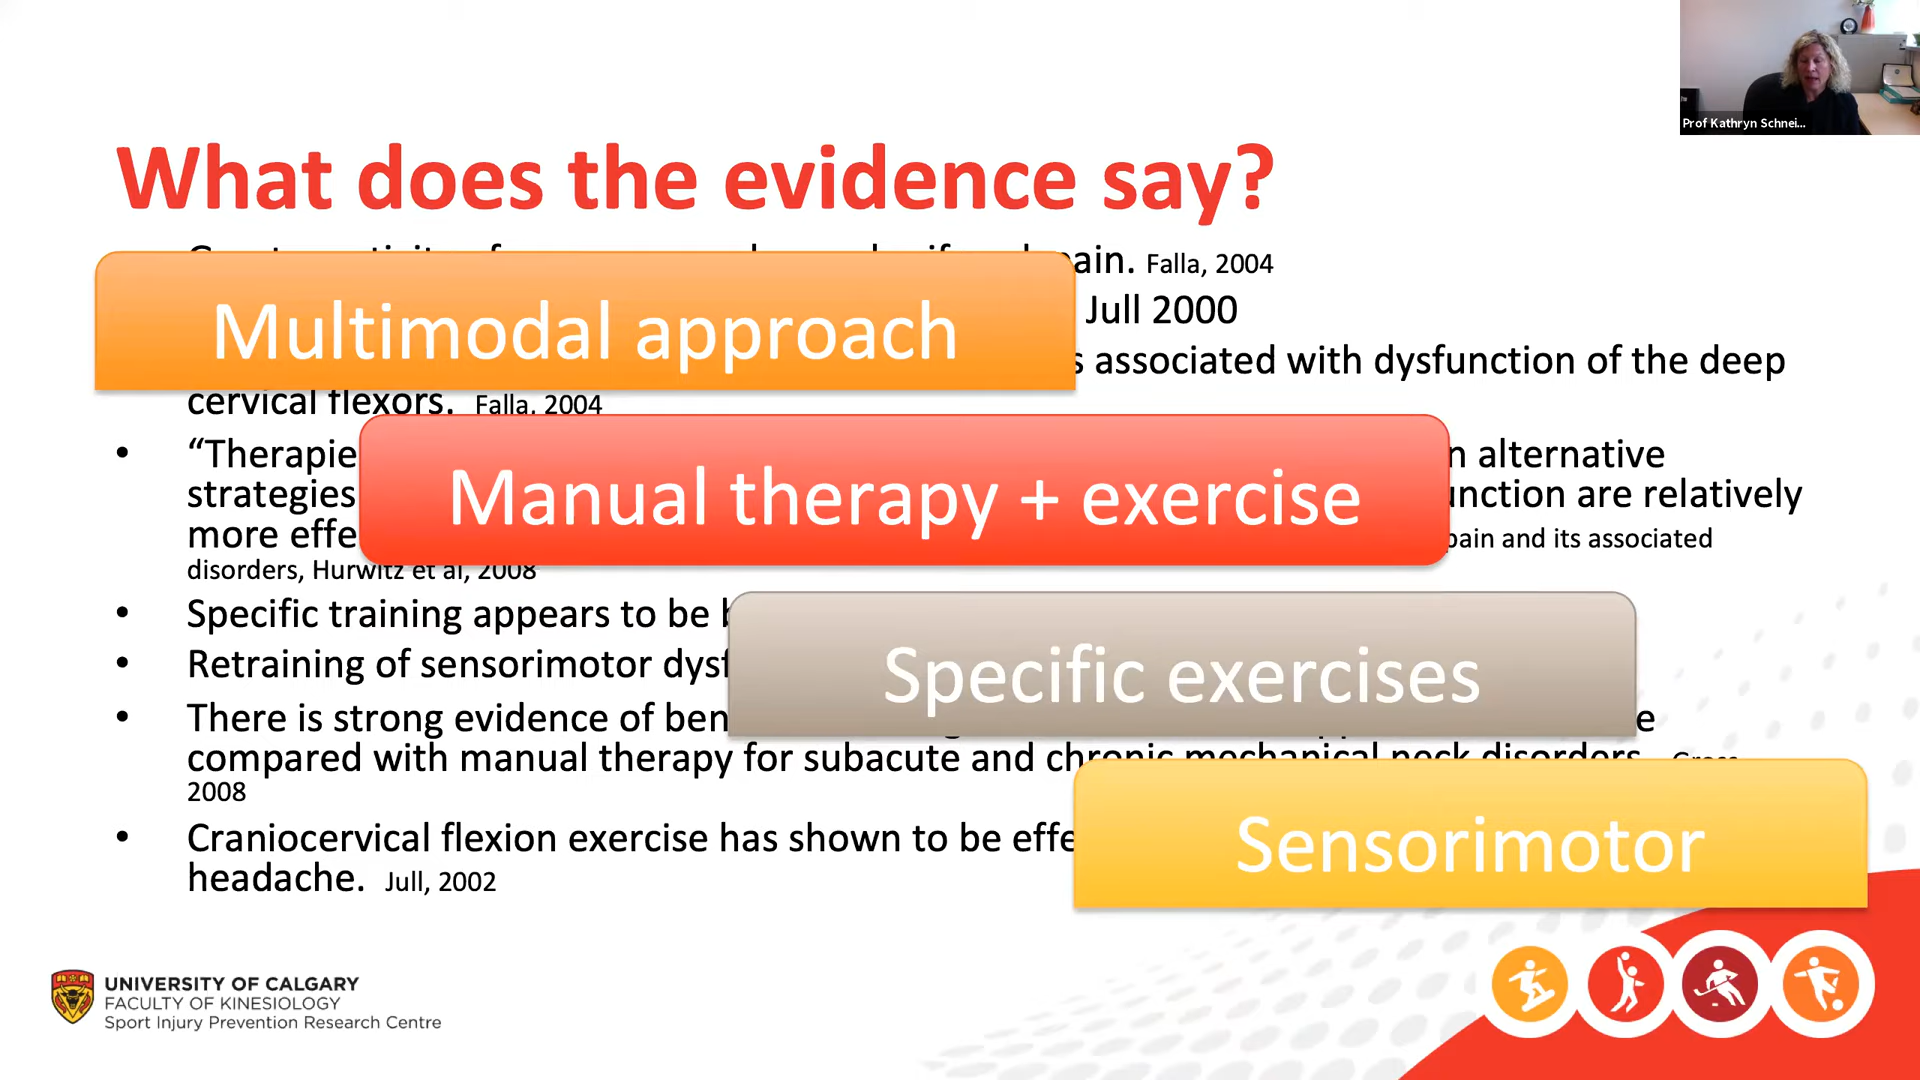 Prof Kathryn Schnei...
What does the evidence say?
pain. Falla, 2004
Multimodal approach
Jull 2000
associated with dysfunction of the deep
cervical flexors. Falla, 2004
• “Therapie
alternative
Manual therapy + exercise
strategies
are relatively
more effe
pain and its associated
disorders, Hurwitz et al, 2008
• Specific training appears to be
Specific exercises
• Retraining of sensorimotor dysf
• There is strong evidence of ben
compared with manual therapy for subacute and chronic mechanical neck disorders.
2008
Sensorimotor
• Craniocervical flexion exercise has shown to be effe
headache. Jull, 2002
UNIVERSITY OF CALGARY
FACULTY OF KINESIOLOGY
Sport Injury Prevention Research Centre